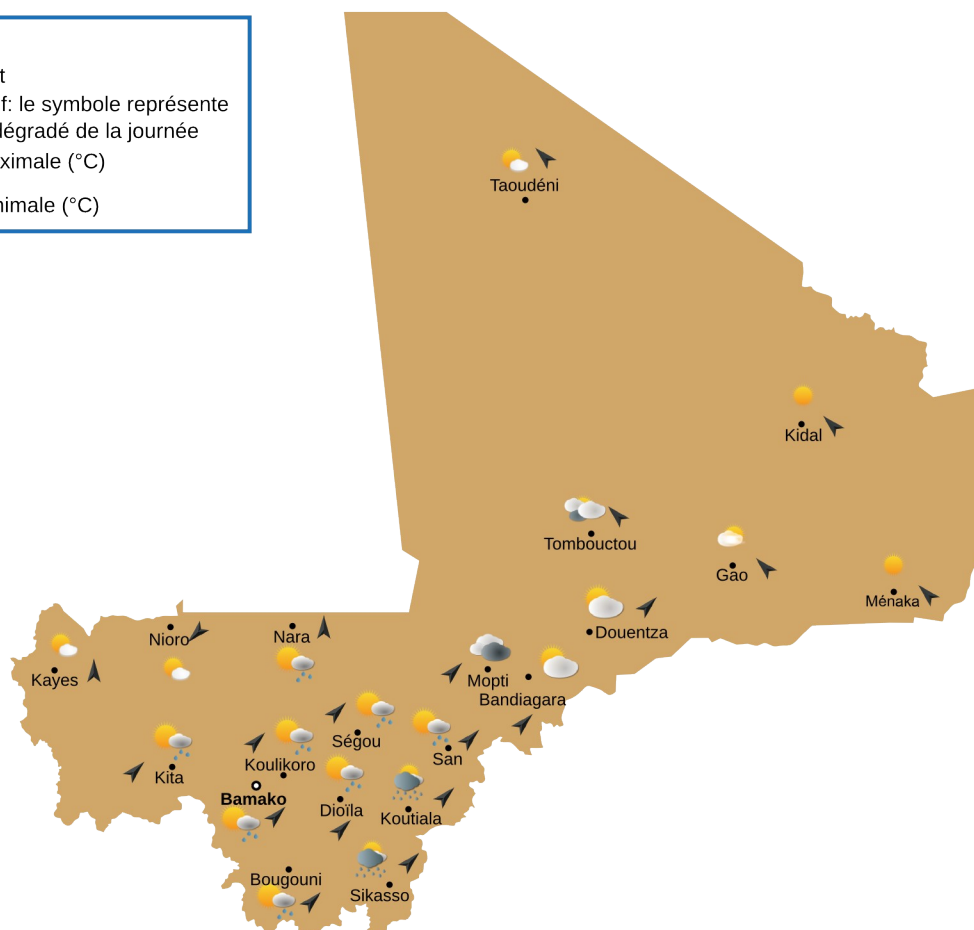 t
f: le symbole représente
dégradé de la journée
ximale (°C)
nimale (°C)
Taoudéni
Kidal
Tombouctou
Gao
Ménaka
Douentza
Nioro
Nara
Kayes
Mopti
Bandiagara
Ségou
San
Koulikoro
Kita
Bamako
Dioïla
Koutiala
Bougouni
Sikasso